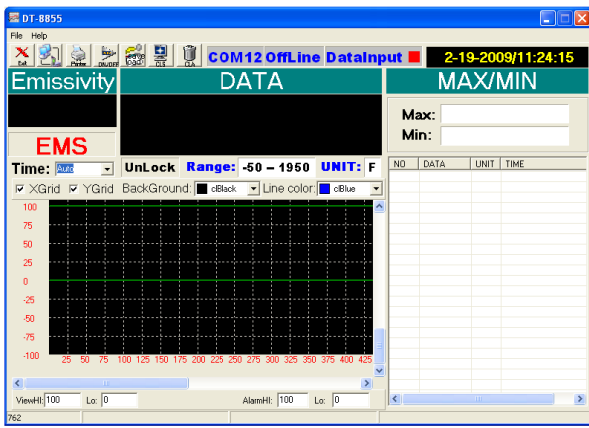 DT-8855
File Help
Exit Printer ON/OFF CLS CLA
COM12 OffLine DataInput
2-19-2009/11:24:15
Emissivity DATA MAX/MIN
Max:
Min:
EMS
Time: Auto UnLock Range: -50 – 1950 UNIT: F
NO DATA UNIT TIME
XGrid YGrid BackGround: clBlack Line color: clBlue
100
75
50
25
0
-25
-50
-75
-100
25 50 75 100 125 150 175 200 225 250 275 300 325 350 375 400 425
ViewHI: 100 Lo: 0 AlarmHI: 100 Lo: 0
762